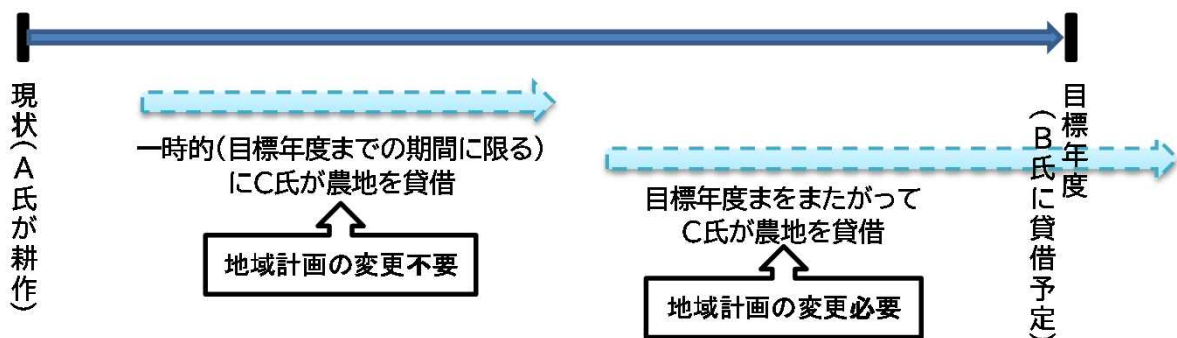 現状(A氏が耕作)
一時的(目標年度までの期間に限る)
にC氏が農地を貸借
地域計画の変更不要
目標年度まをまたがって
C氏が農地を貸借
地域計画の変更必要
目標年度
(B氏に貸借予定)